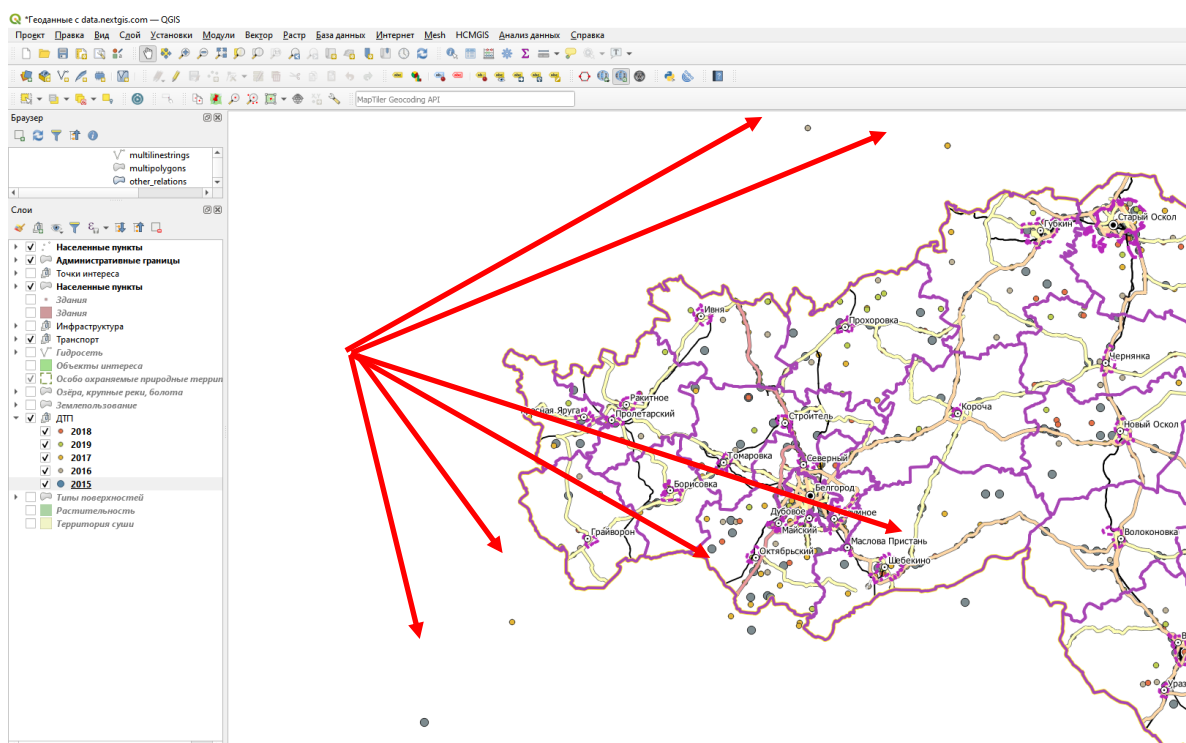 *Геоданные с data.nextgis.com — QGIS
Проект Правка Вид Слой Установки Модули Вектор Растр База данных Интернет Mesh HCMGIS Анализ данных Справка
MapTiler Geocoding API
Браузер
multilinestrings
multipolygons
other_relations
Слои
Населенные пункты
Административные границы
Точки интереса
Населенные пункты
Здания
Здания
Инфраструктура
Транспорт
Гидросеть
Объекты интереса
Особо охраняемые природные террит
Озёра, крупные реки, болота
Землепользование
ДТП
2018
2019
2017
2016
2015
Типы поверхностей
Растительность
Территория суши
Губкин
Старый Оскол
Ивня
Прохоровка
Чернянка
Ракитное
Пролетарский
Строитель
Короча
Новый Оскол
Томаровка
Северный
Борисовка
Белгород
Дубовое
Майский
Грайворон
Маслова Пристань
Октябрьский
Шебекино
Волоконовка